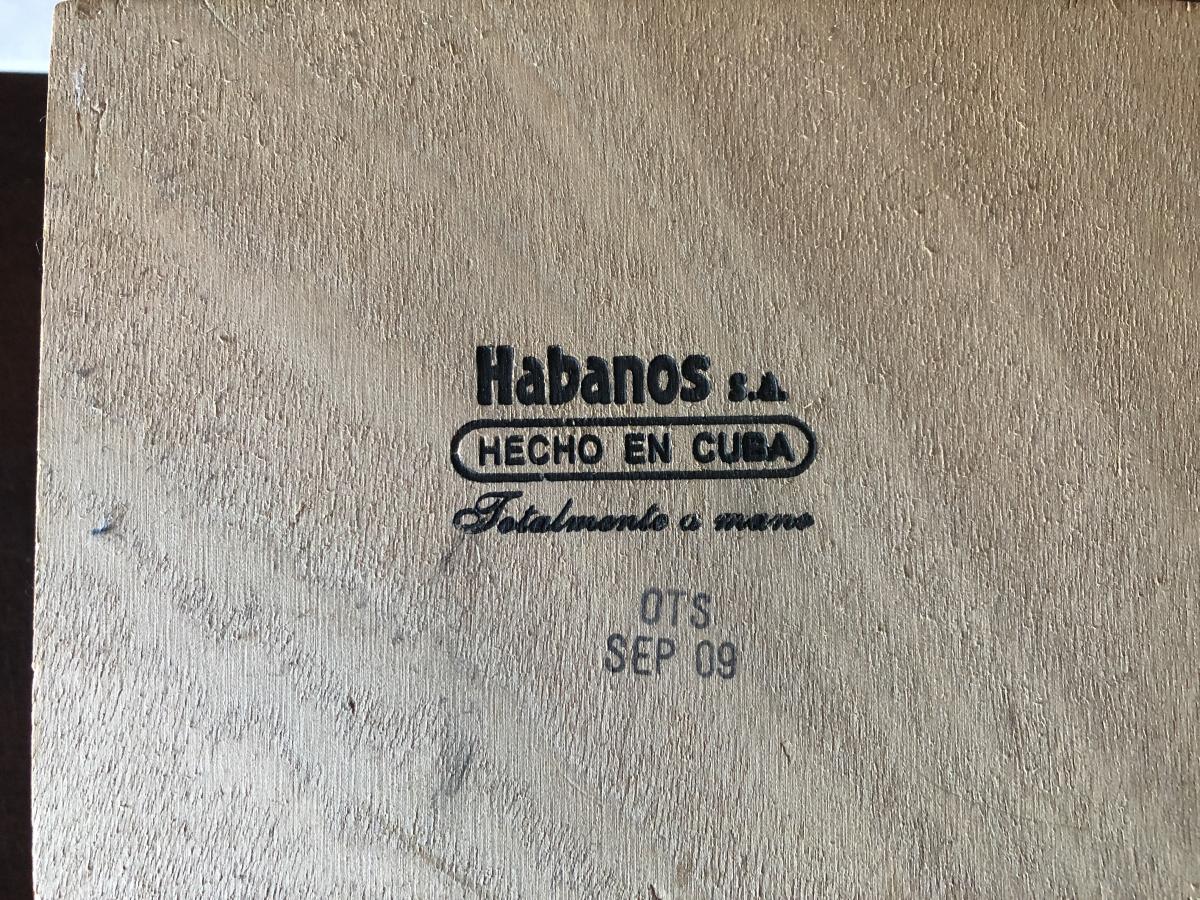 Habanos S.A.
HECHO EN CUBA
Totalmente a mano
OTS
SEP 09